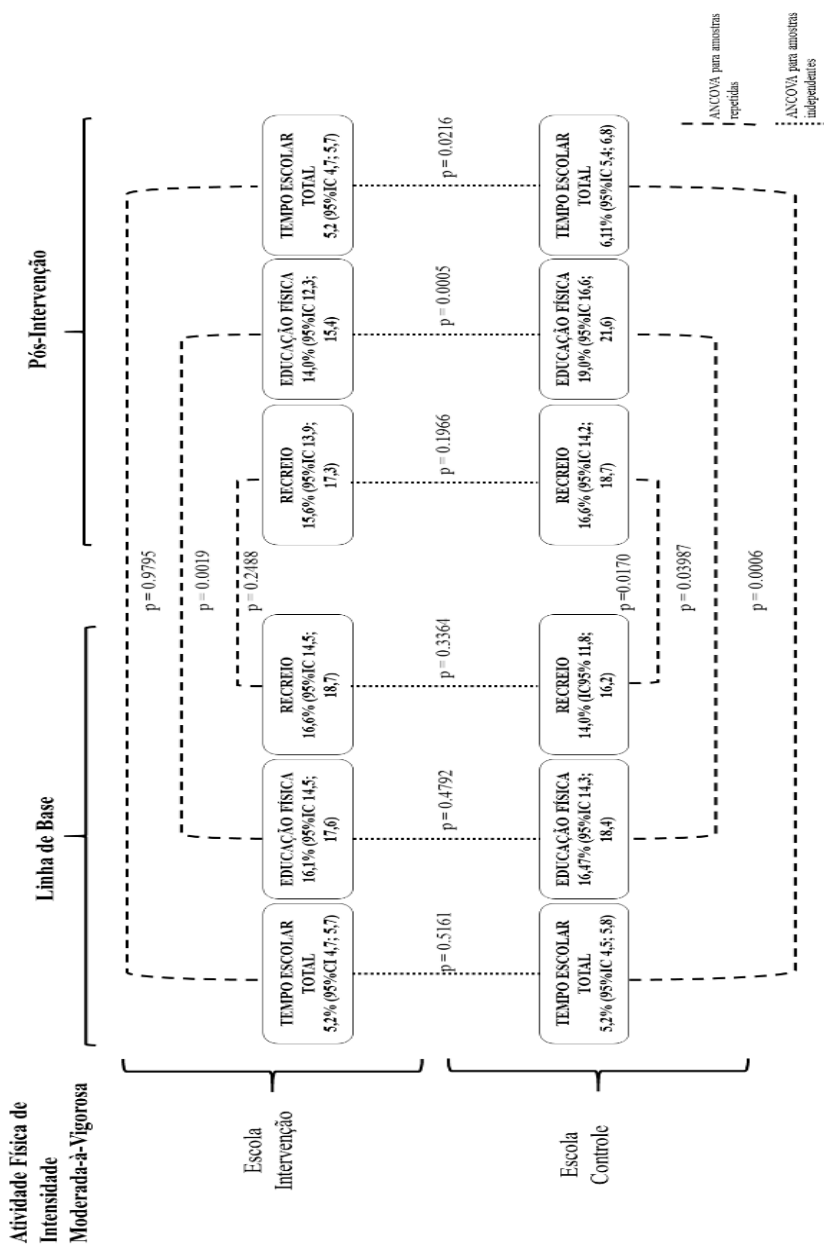 Atividade Física de
Intensidade
Moderada-à-Vigorosa
Linha de Base
Pós-Intervenção
p = 0.9795
p = 0.0019
p = 0.2488
Escola
Intervenção
TEMPO ESCOLAR
TOTAL
5,2% (95%CI 4,7; 5,7)
EDUCAÇÃO FÍSICA
16,1% (95%IC 14,5;
17,6)
RECREIO
16,6% (95%IC 14,5;
18,7)
RECREIO
15,6% (95%IC 13,9;
17,3)
EDUCAÇÃO FÍSICA
14,0% (95%IC 12,3;
15,4)
TEMPO ESCOLAR
TOTAL
5,2 (95%IC 4,7; 5,7)
p = 0.5161
p = 0.4792
p = 0.3364
p = 0.1966
p = 0.0005
p = 0.0216
Escola
Controle
TEMPO ESCOLAR
TOTAL
5,2% (95%IC 4,5; 5,8)
EDUCAÇÃO FÍSICA
16,47% (95%IC 14,3;
18,4)
RECREIO
14,0% (IC95% 11,8;
16,2)
RECREIO
16,6% (95%IC 14,2;
18,7)
EDUCAÇÃO FÍSICA
19,0% (95%IC 16,6;
21,6)
TEMPO ESCOLAR
TOTAL
6,11% (95%IC 5,4; 6,8)
p=0.0170
p = 0.03987
p = 0.0006
ANCOVA para amostras
repetidas
ANCOVA para amostras
independentes